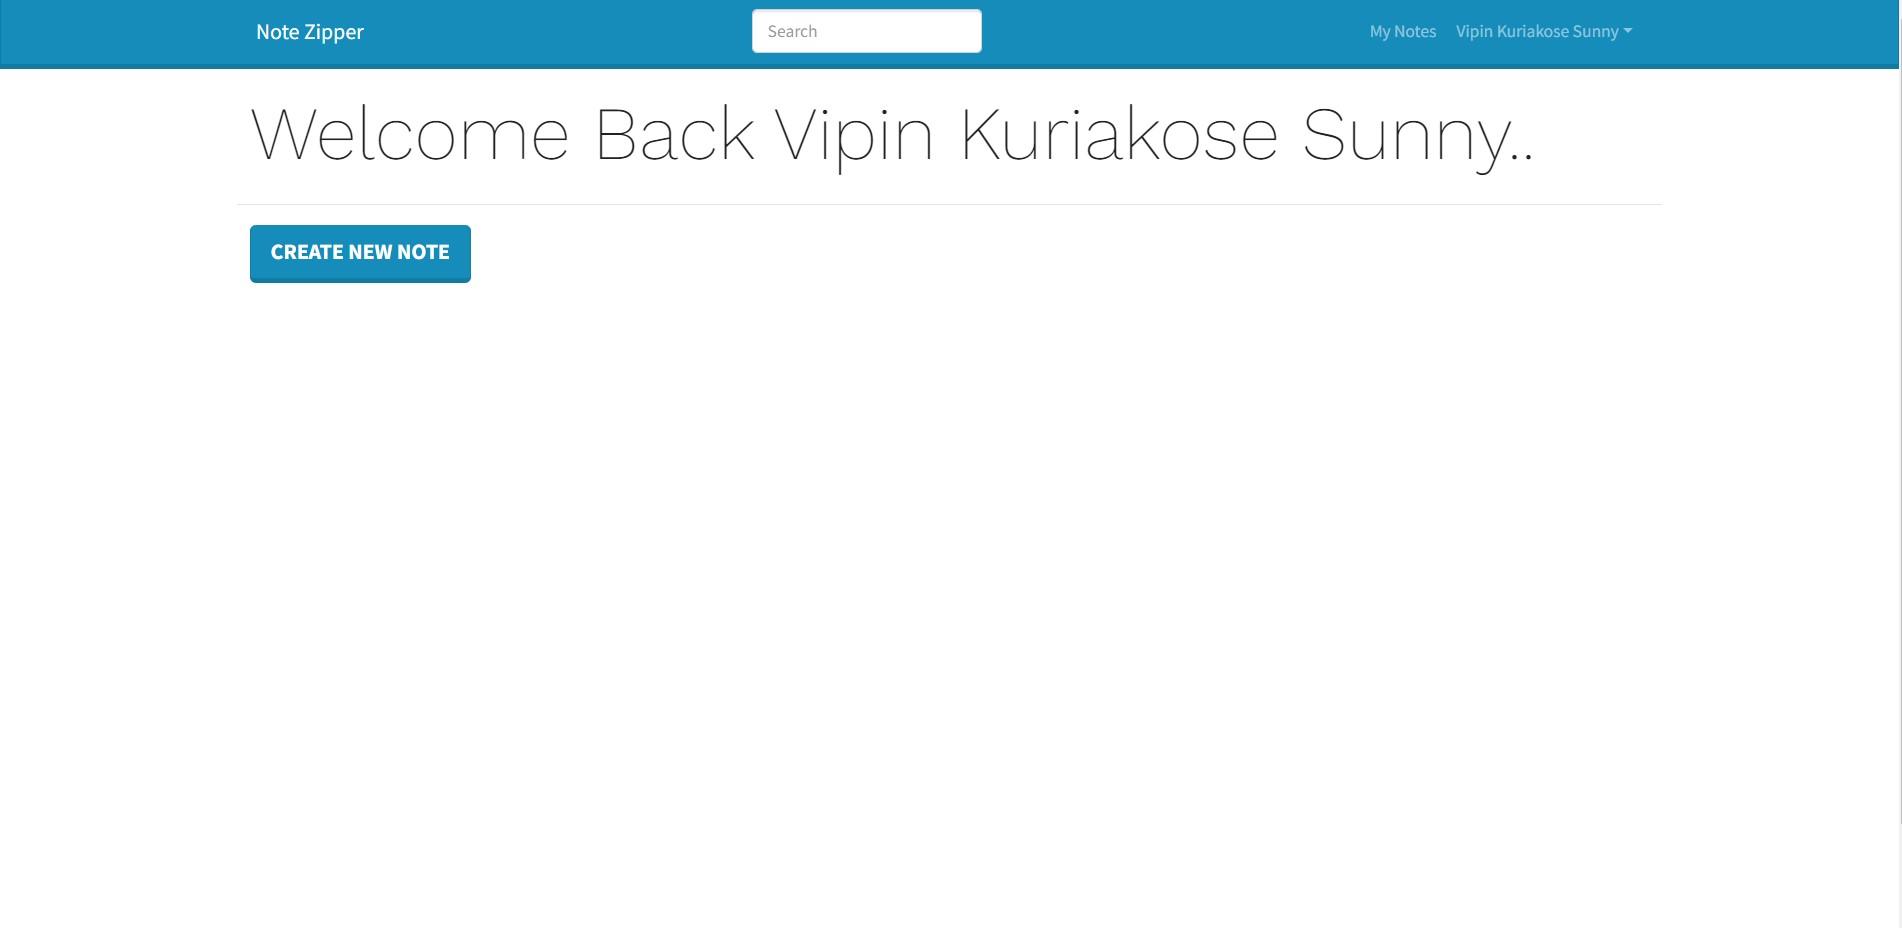 Note Zipper
Search
My Notes
Vipin Kuriakose Sunny
Welcome Back Vipin Kuriakose Sunny..
CREATE NEW NOTE